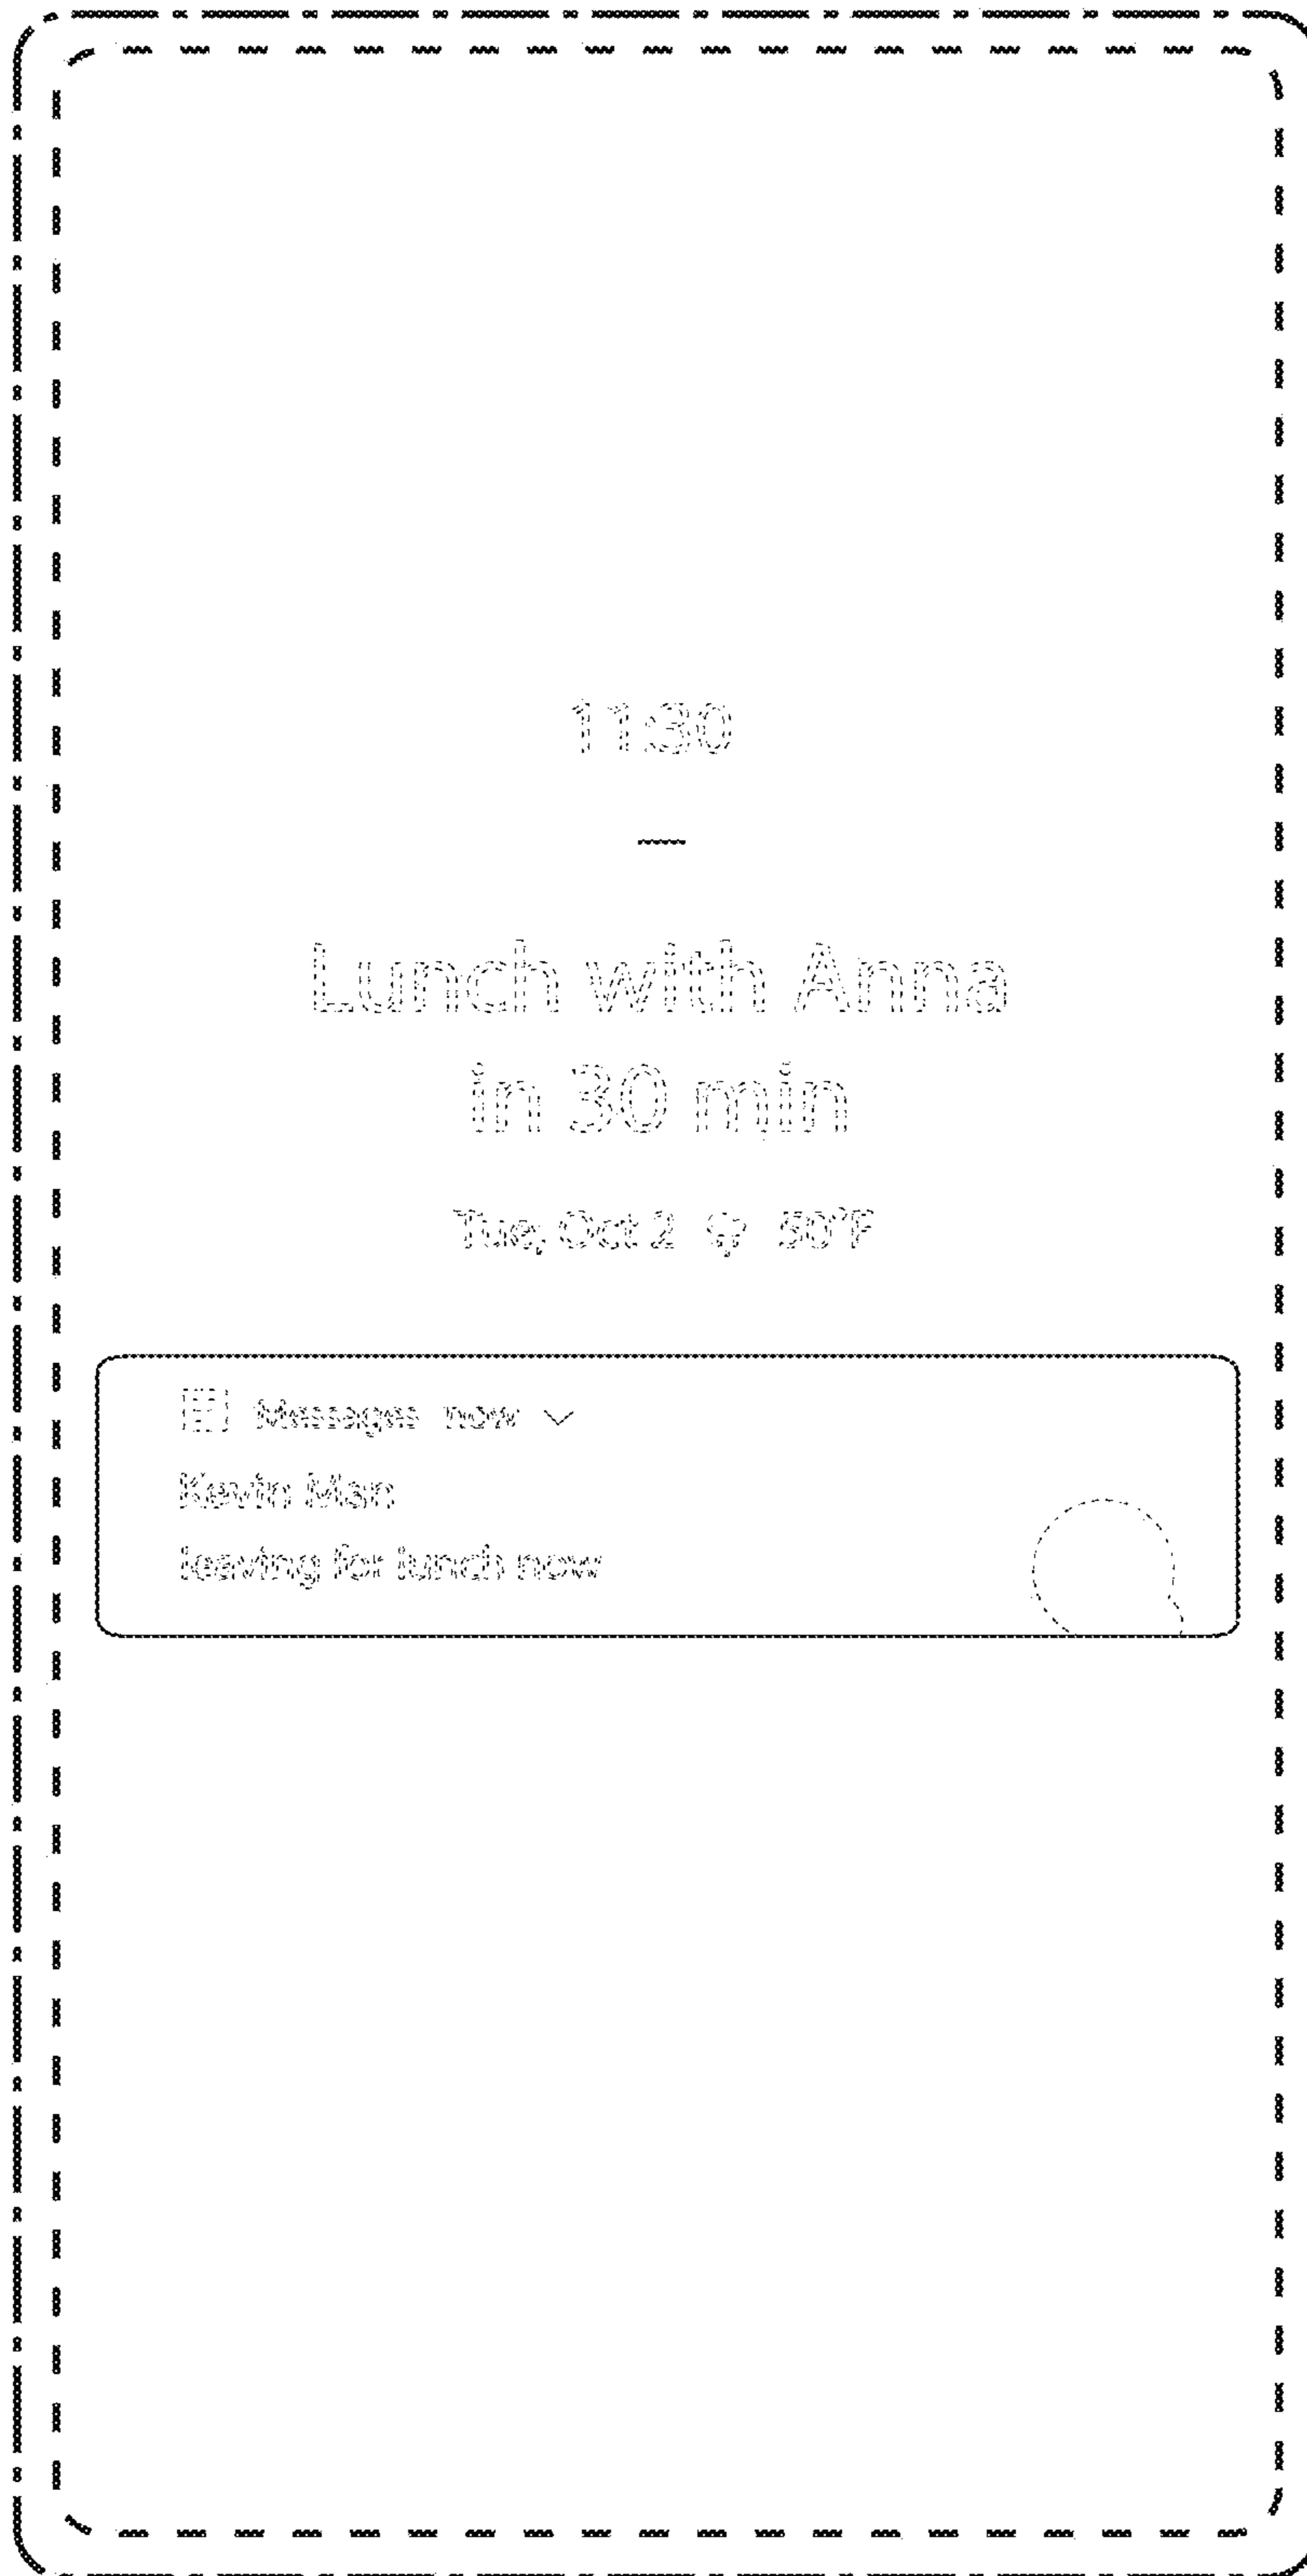 11:30
Lunch with Anna
in 30 min
Tue, Oct 2 50°F
Messages now
Kevin Man
leaving for lunch now